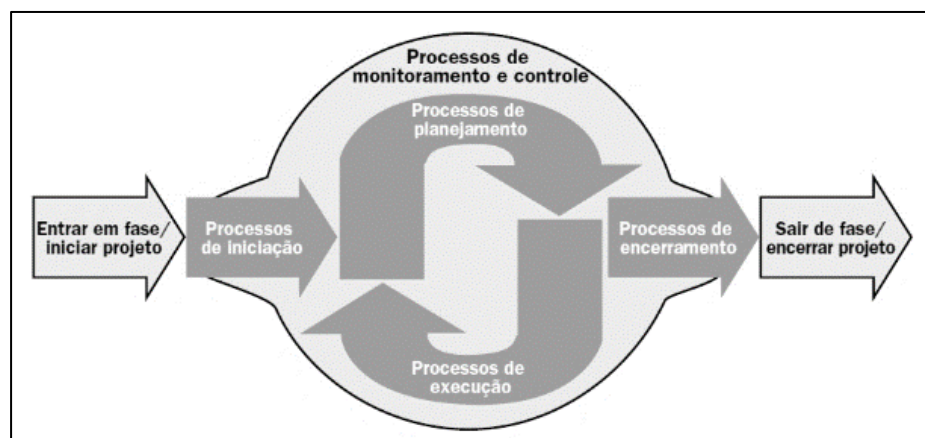 Processos de
monitoramento e controle
Processos de
planejamento
Entrar em fase/
iniciar projeto
Processos
de iniciação
Processos de
encerramento
Sair de fase/
encerrar projeto
Processos de
execução